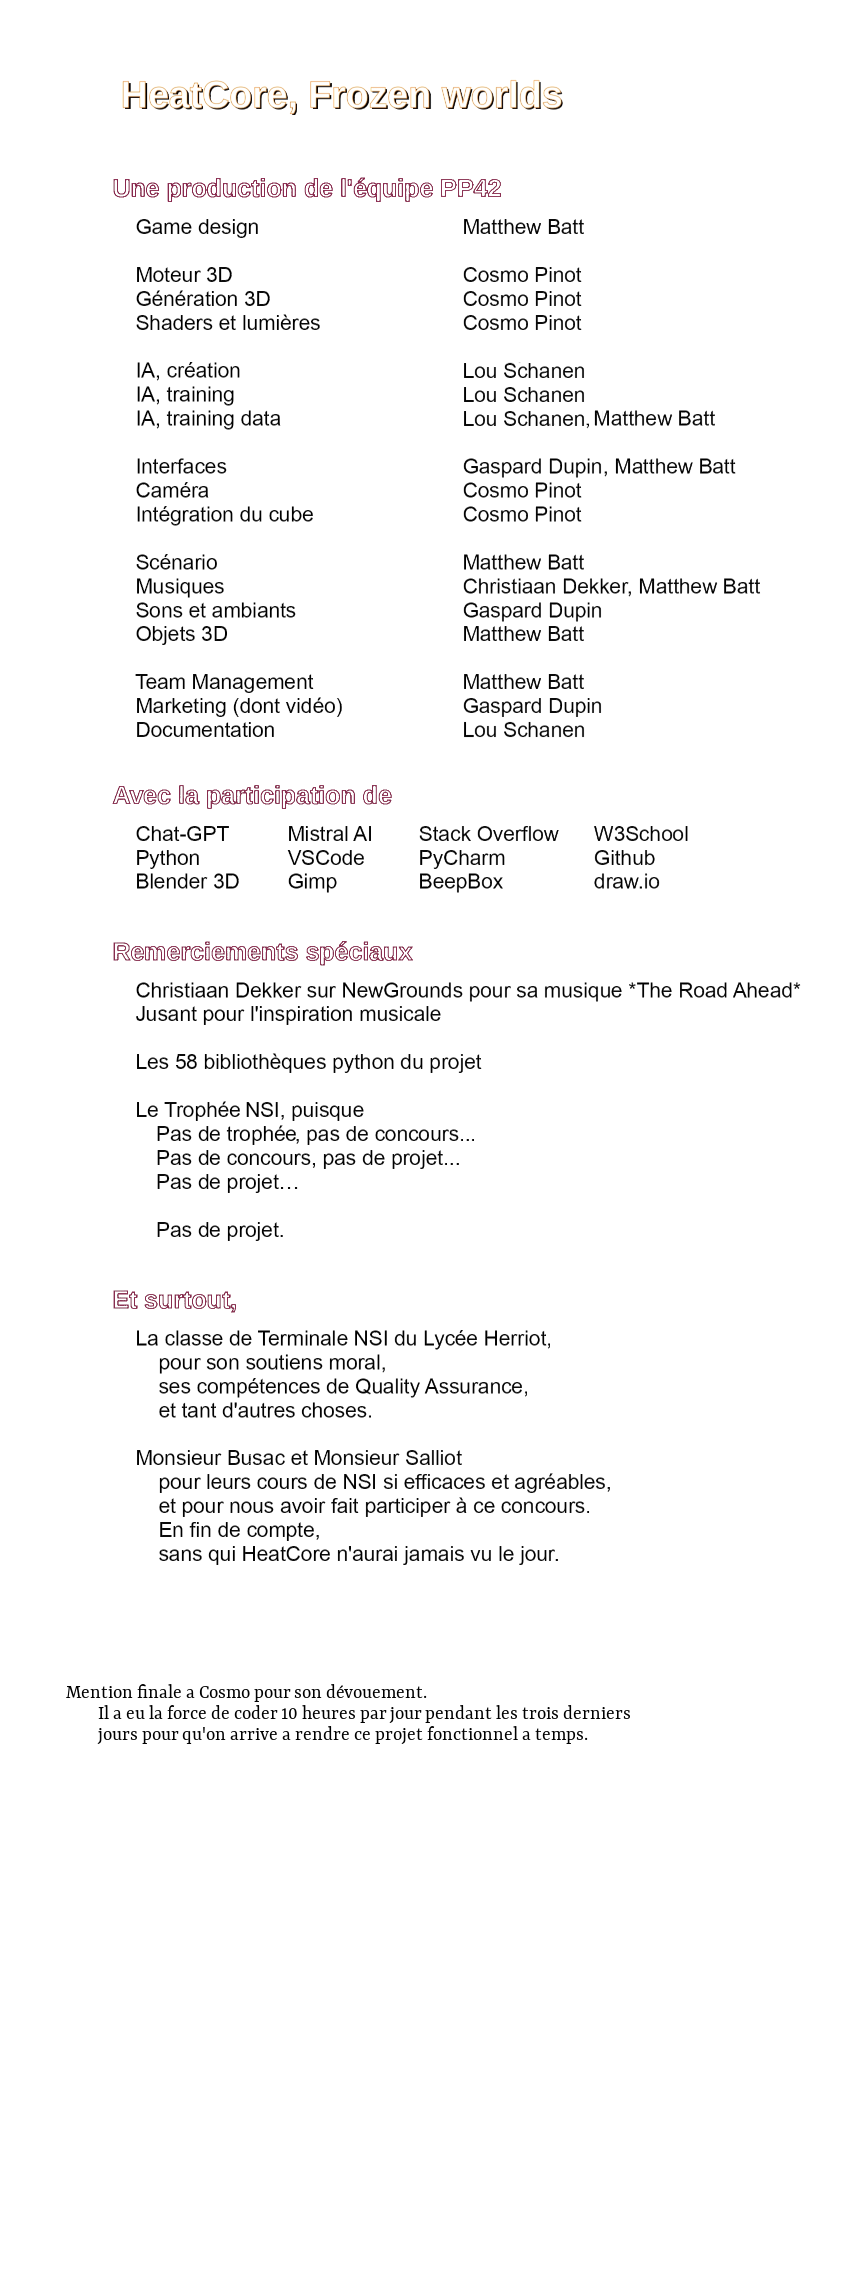 HeatCore, Frozen worlds
Une production de l'équipe PP42
Game design Matthew Batt
Moteur 3D Cosmo Pinot
Génération 3D Cosmo Pinot
Shaders et lumières Cosmo Pinot
IA, création Lou Schanen
IA, training Lou Schanen
IA, training data Lou Schanen, Matthew Batt
Interfaces Gaspard Dupin, Matthew Batt
Caméra Cosmo Pinot
Intégration du cube Cosmo Pinot
Scénario Matthew Batt
Musiques Christiaan Dekker, Matthew Batt
Sons et ambiants Gaspard Dupin
Objets 3D Matthew Batt
Team Management Matthew Batt
Marketing (dont vidéo) Gaspard Dupin
Documentation Lou Schanen
Avec la participation de
Chat-GPT Mistral AI Stack Overflow W3School
Python VSCode PyCharm Github
Blender 3D Gimp BeepBox draw.io
Remerciements spéciaux
Christiaan Dekker sur NewGrounds pour sa musique *The Road Ahead*
Jusant pour l'inspiration musicale
Les 58 bibliothèques python du projet
Le Trophée NSI, puisque
Pas de trophée, pas de concours...
Pas de concours, pas de projet...
Pas de projet…
Pas de projet.
Et surtout,
La classe de Terminale NSI du Lycée Herriot,
pour son soutiens moral,
ses compétences de Quality Assurance,
et tant d'autres choses.
Monsieur Busac et Monsieur Salliot
pour leurs cours de NSI si efficaces et agréables,
et pour nous avoir fait participer à ce concours.
En fin de compte,
sans qui HeatCore n'aurai jamais vu le jour.
Mention finale a Cosmo pour son dévouement.
Il a eu la force de coder 10 heures par jour pendant les trois derniers
jours pour qu'on arrive a rendre ce projet fonctionnel a temps.